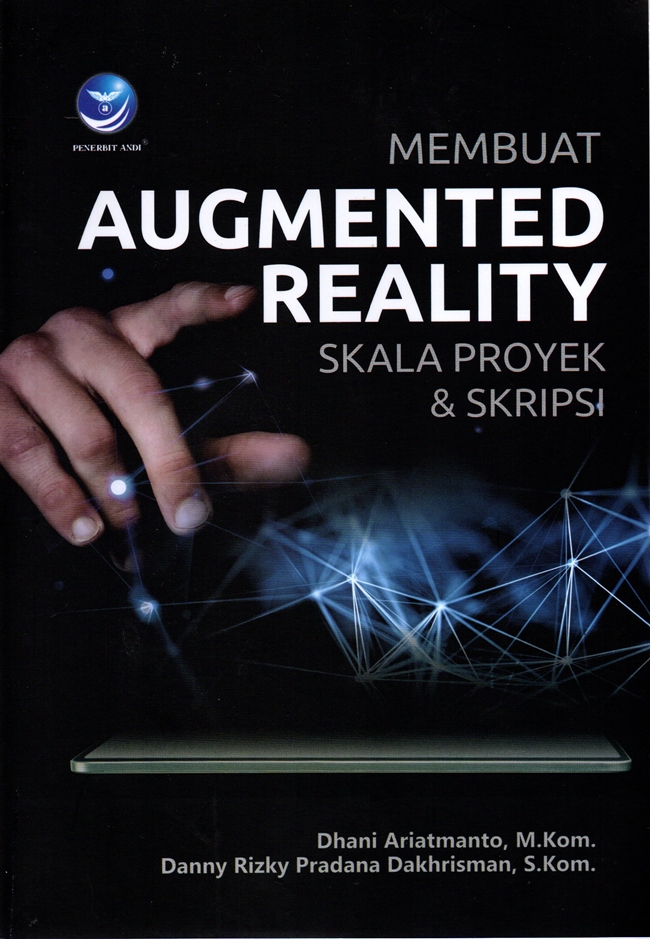 PENERBIT ANDI®
MEMBUAT
AUGMENTED
REALITY
SKALA PROYEK
& SKRIPSI
Dhani Ariatmanto, M.Kom.
Danny Rizky Pradana Dakhrisman, S.Kom.